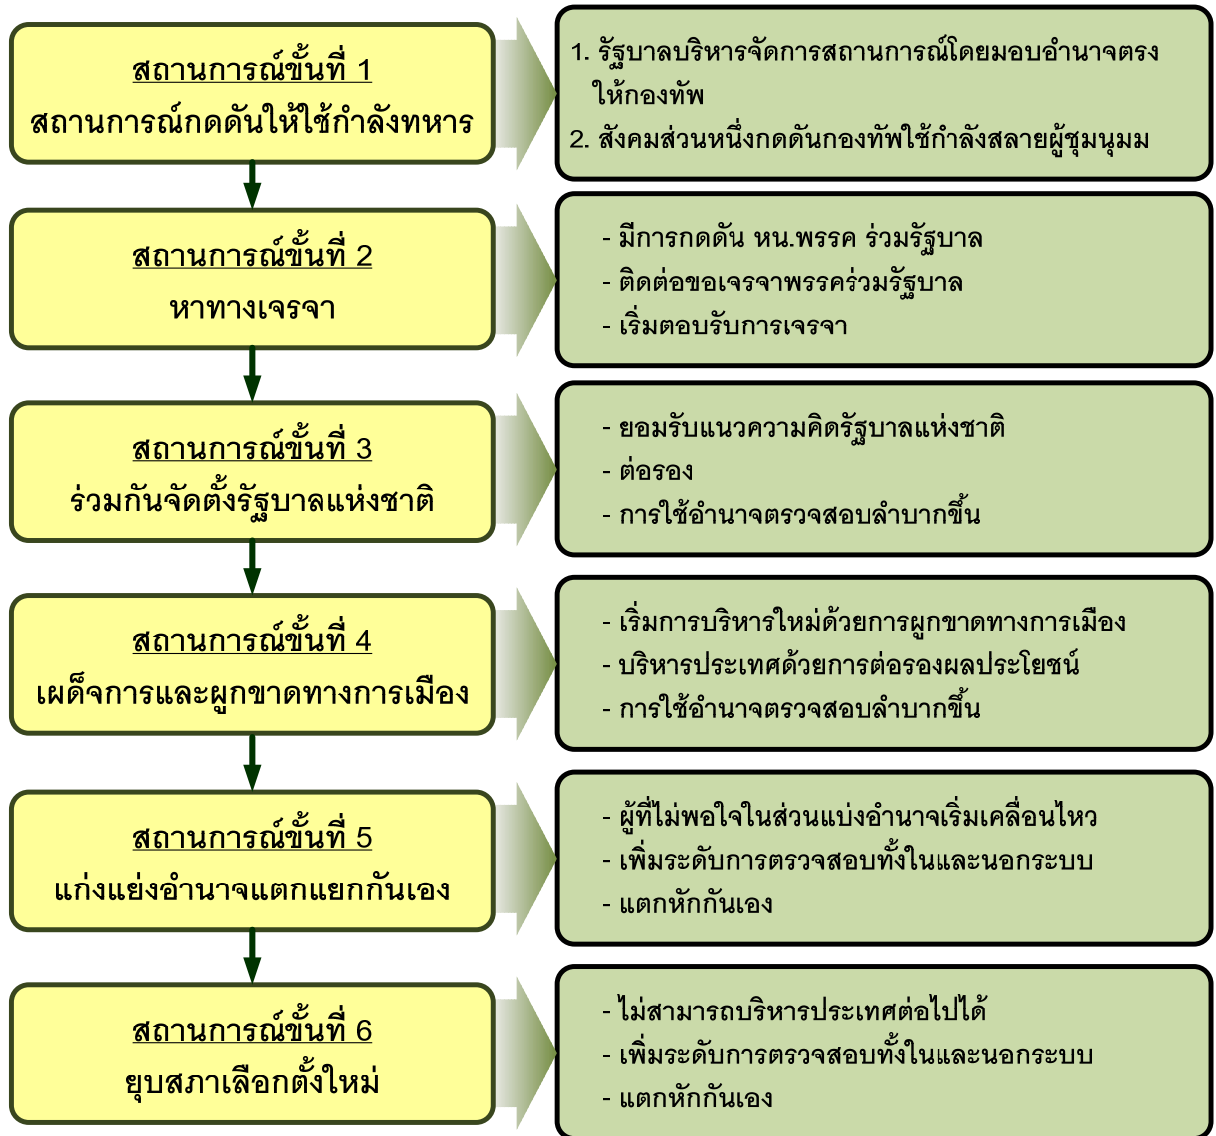 สถานการณ์ขั้นที่ 1
สถานการณ์กดดันให้ใช้กำลังทหาร
1. รัฐบาลบริหารจัดการสถานการณ์โดยมอบอำนาจตรง
ให้กองทัพ
2. สังคมส่วนหนึ่งกดดันกองทัพใช้กำลังสลายผู้ชุมนุมม
สถานการณ์ขั้นที่ 2
หาทางเจรจา
- มีการกดดัน หน.พรรค ร่วมรัฐบาล
- ติดต่อขอเจรจาพรรคร่วมรัฐบาล
- เริ่มตอบรับการเจรจา
สถานการณ์ขั้นที่ 3
ร่วมกันจัดตั้งรัฐบาลแห่งชาติ
- ยอมรับแนวความคิดรัฐบาลแห่งชาติ
- ต่อรอง
- การใช้อำนาจตรวจสอบลำบากขึ้น
สถานการณ์ขั้นที่ 4
เผด็จการและผูกขาดทางการเมือง
- เริ่มการบริหารใหม่ด้วยการผูกขาดทางการเมือง
- บริหารประเทศด้วยการต่อรองผลประโยชน์
- การใช้อำนาจตรวจสอบลำบากขึ้น
สถานการณ์ขั้นที่ 5
แก่งแย่งอำนาจแตกแยกกันเอง
- ผู้ที่ไม่พอใจในส่วนแบ่งอำนาจเริ่มเคลื่อนไหว
- เพิ่มระดับการตรวจสอบทั้งในและนอกระบบ
- แตกหักกันเอง
สถานการณ์ขั้นที่ 6
ยุบสภาเลือกตั้งใหม่
- ไม่สามารถบริหารประเทศต่อไปได้
- เพิ่มระดับการตรวจสอบทั้งในและนอกระบบ
- แตกหักกันเอง